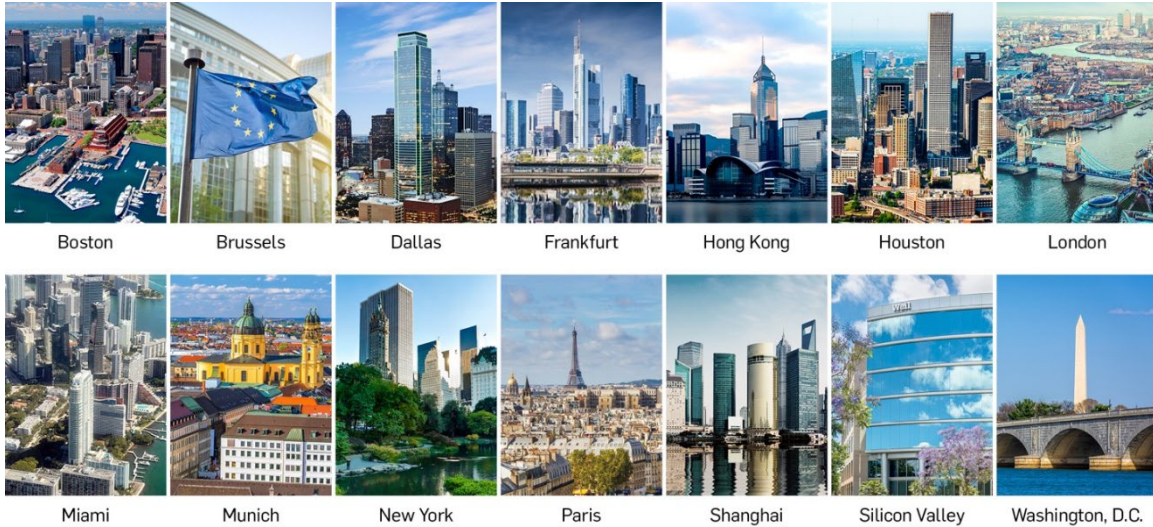 Boston
Brussels
Dallas
Frankfurt
Hong Kong
Houston
London
Miami
Munich
New York
Paris
Shanghai
Silicon Valley
Washington, D.C.